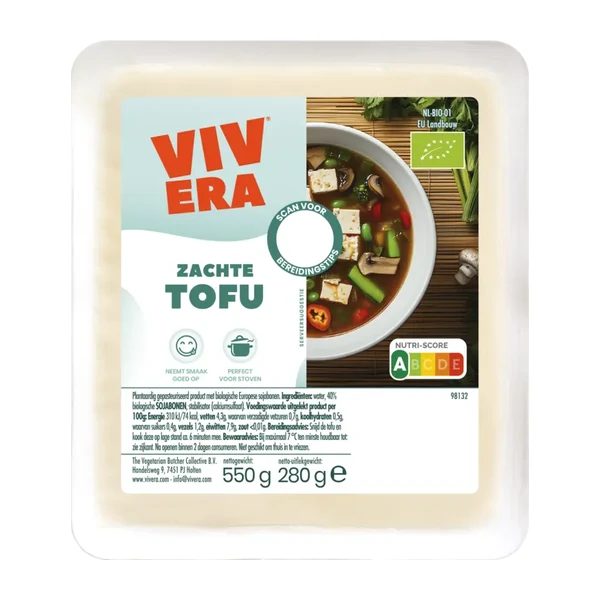 VIV
ERA
®
NL-BIO-01
EU Landbouw
SCAN VOOR
BEREIDINGSTIPS
ZACHTE
TOFU
SERVEERSUGGESTIE
NEEMT SMAAK
GOED OP
PERFECT
VOOR STOVEN
NUTRI-SCORE
A B C D E
98132
Plantaardig gepasteuriseerd product met biologische Europese sojabonen. Ingrediënten: water, 40%
biologische SOJABONEN, stabilisator (calciumsulfaat). Voedingswaarde uitgelekt product per
100g: Energie 310 kJ/74 kcal, vetten 4,3g, waarvan verzadigde vetzuren 0,7g, koolhydraten 0,5g,
waarvan suikers 0,4g, vezels 1,2g, eiwitten 7,9g, zout <0,01g. Bereidingsadvies: Snijd de tofu en
kook deze op lage stand ca. 6 minuten mee. Bewaaradvies: Bij maximaal 7 °C ten minste houdbaar tot:
zie zijkant. Na openen binnen 2 dagen consumeren. Niet geschikt om thuis in te vriezen.
The Vegetarian Butcher Collective B.V.
Handelsweg 9, 7451 PJ Holten
www.vivera.com - info@vivera.com
nettogewicht:
550 g
netto-uitlekgewicht:
280 g e